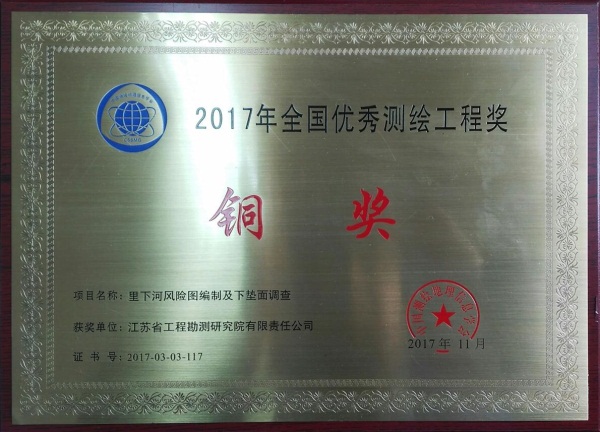 2017年全国优秀测绘工程奖
铜 奖
项目名称：里下河风险图编制及下垫面调查
获奖单位：江苏省工程勘测研究院有限责任公司
证 书 号：2017-03-03-117
2017年 11月